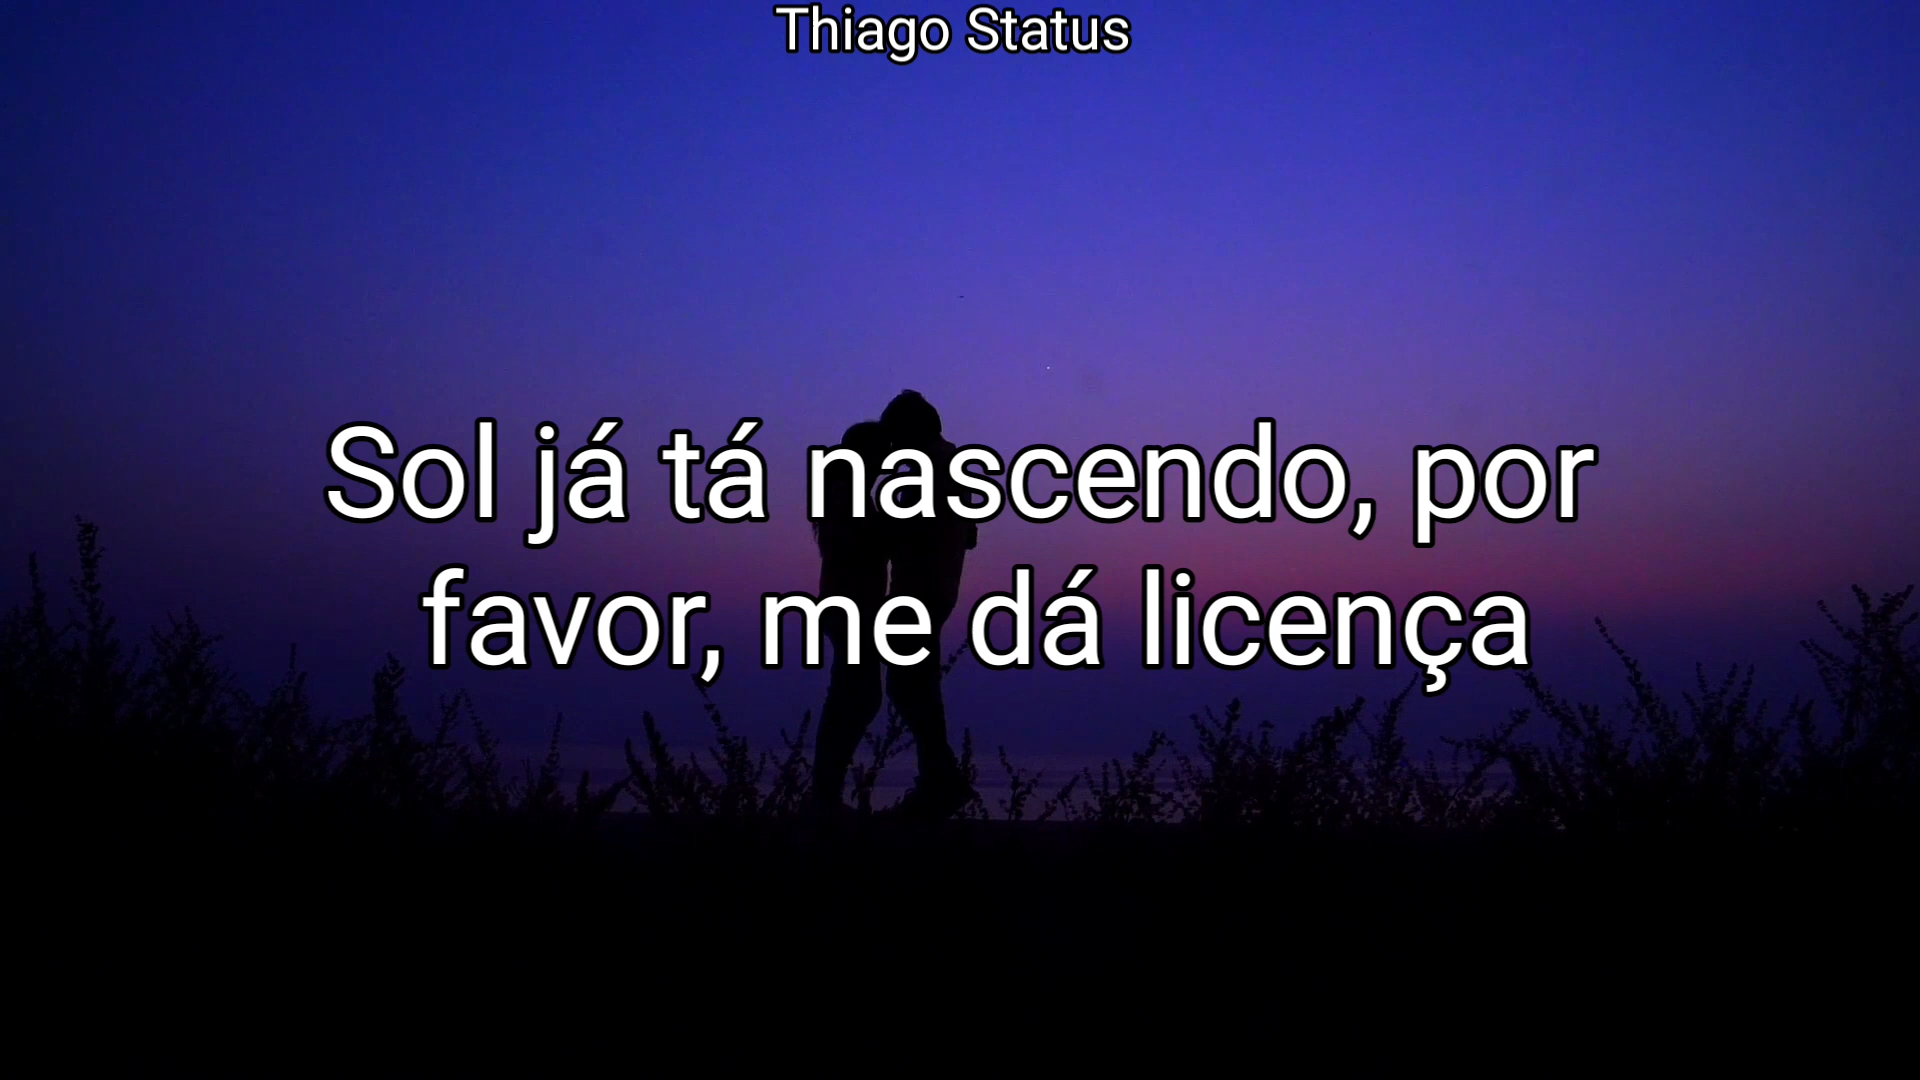 Thiago Status
Sol já tá nascendo, por
favor, me dá licença